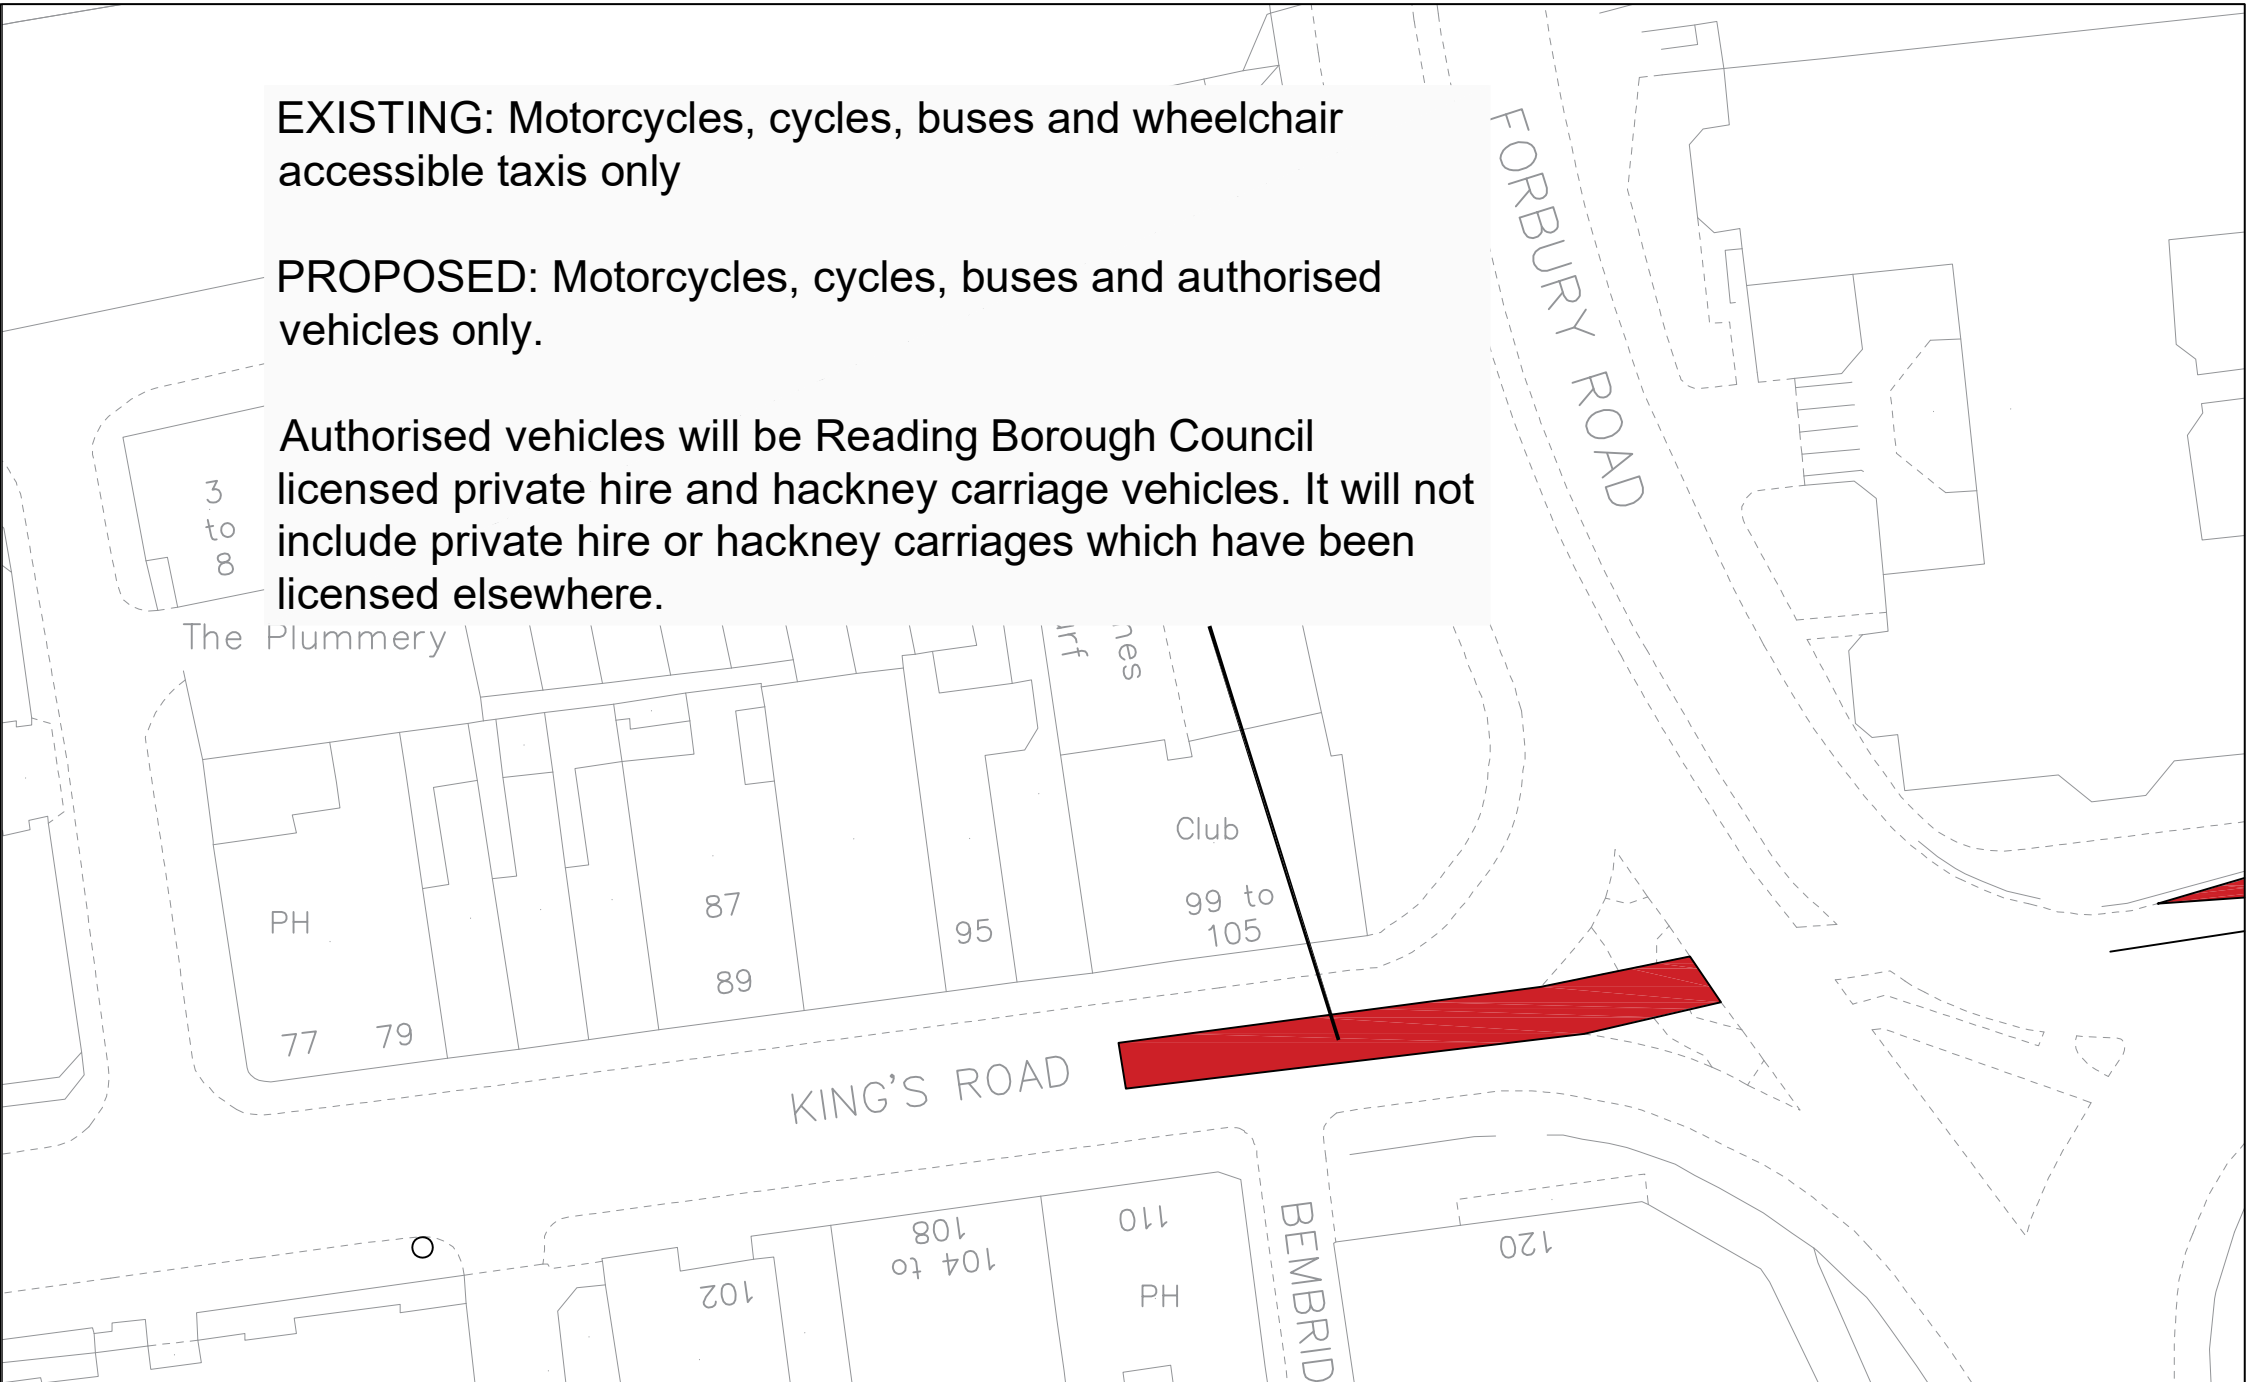 EXISTING: Motorcycles, cycles, buses and wheelchair
accessible taxis only
PROPOSED: Motorcycles, cycles, buses and authorised
vehicles only.
Authorised vehicles will be Reading Borough Council
licensed private hire and hackney carriage vehicles. It will not
include private hire or hackney carriages which have been
licensed elsewhere.
FORBURY ROAD
3
to
8
The Plummery
Club
99 to
105
PH
87
89
95
77
79
KING'S ROAD
102
104 to
108
110
PH
120
BEMBRID